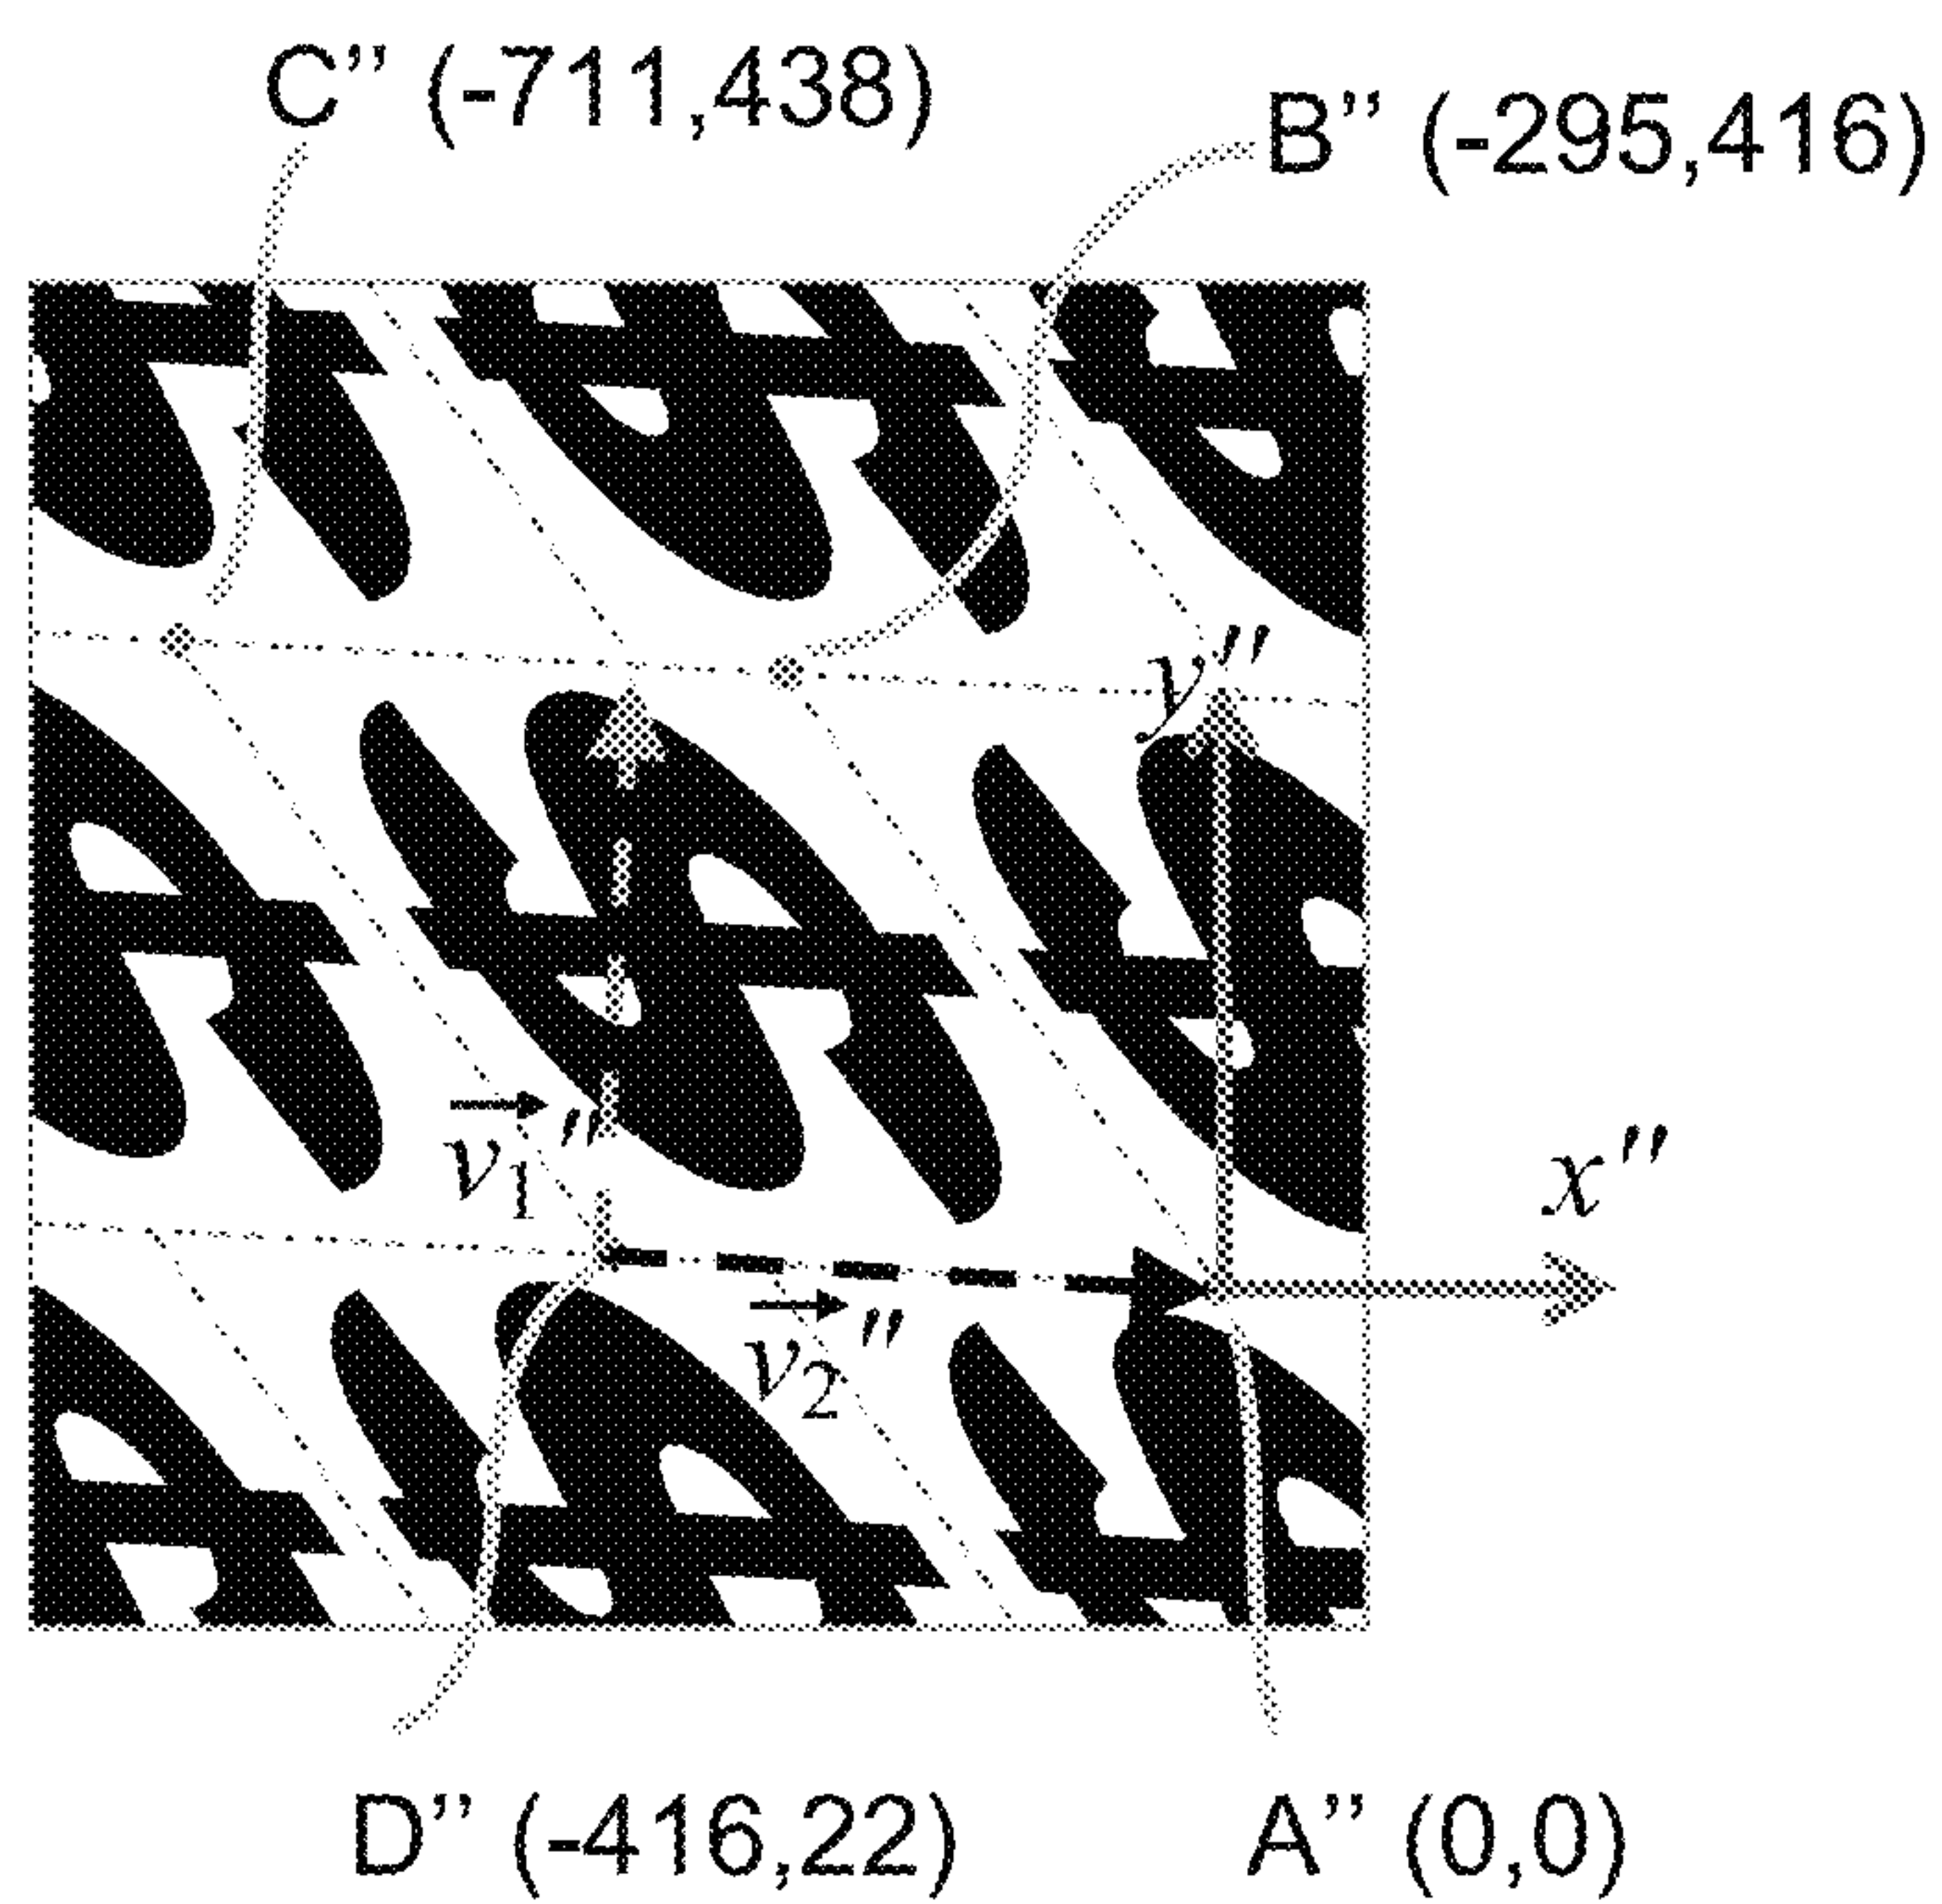 C” (-711,438)
B” (-295,416)
y″
v₁″
x″
v₂″
D” (-416,22)
A” (0,0)